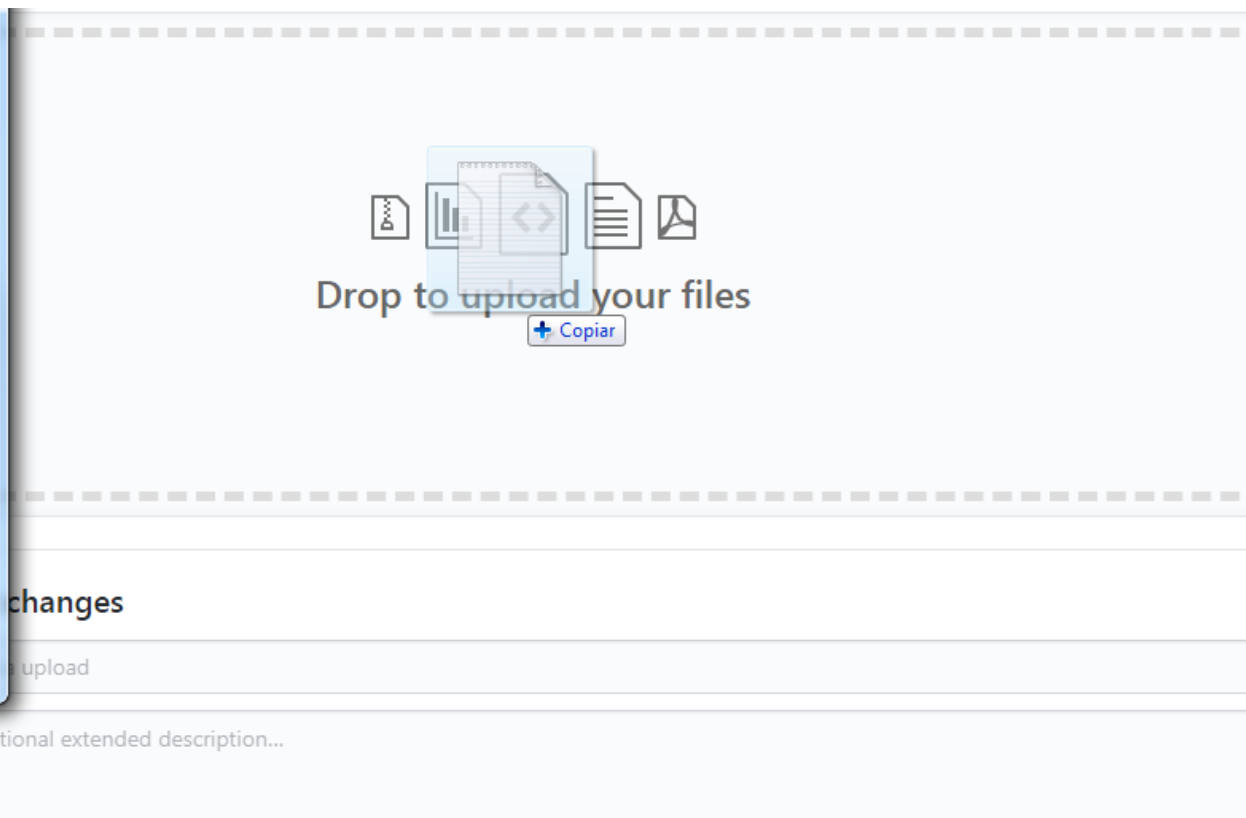 Drop to upload your files
Copiar
changes
upload
tional extended description...